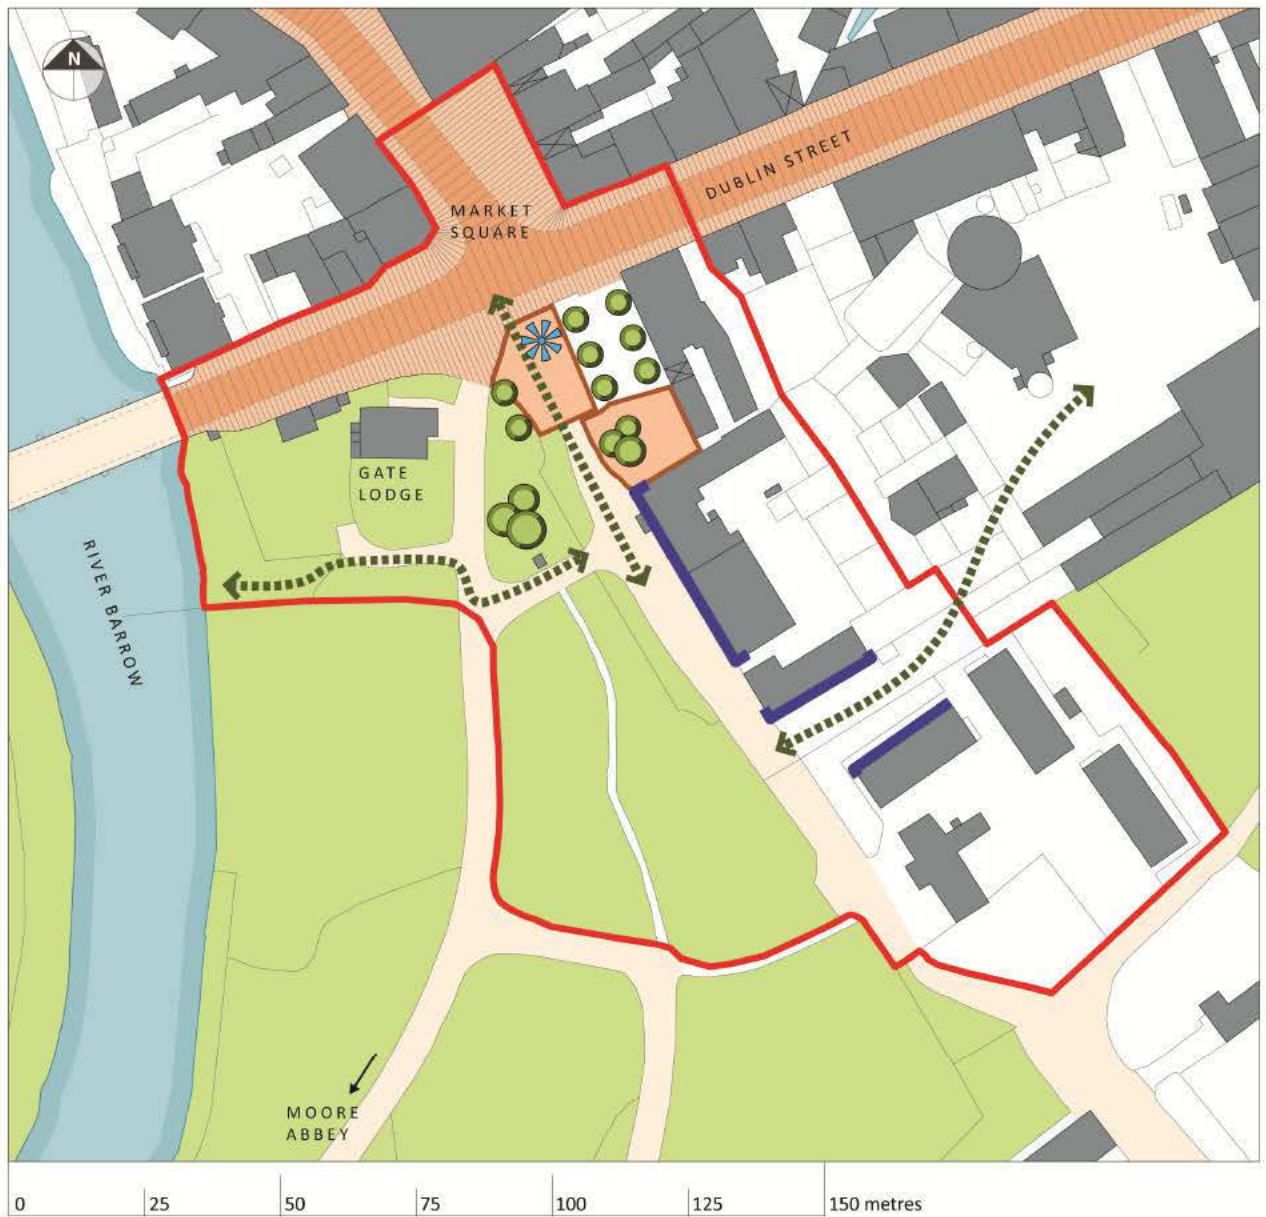 N
DUBLIN STREET
MARKET
SQUARE
GATE
LODGE
RIVER BARROW
MOORE
ABBEY
0 25 50 75 100 125 150 metres